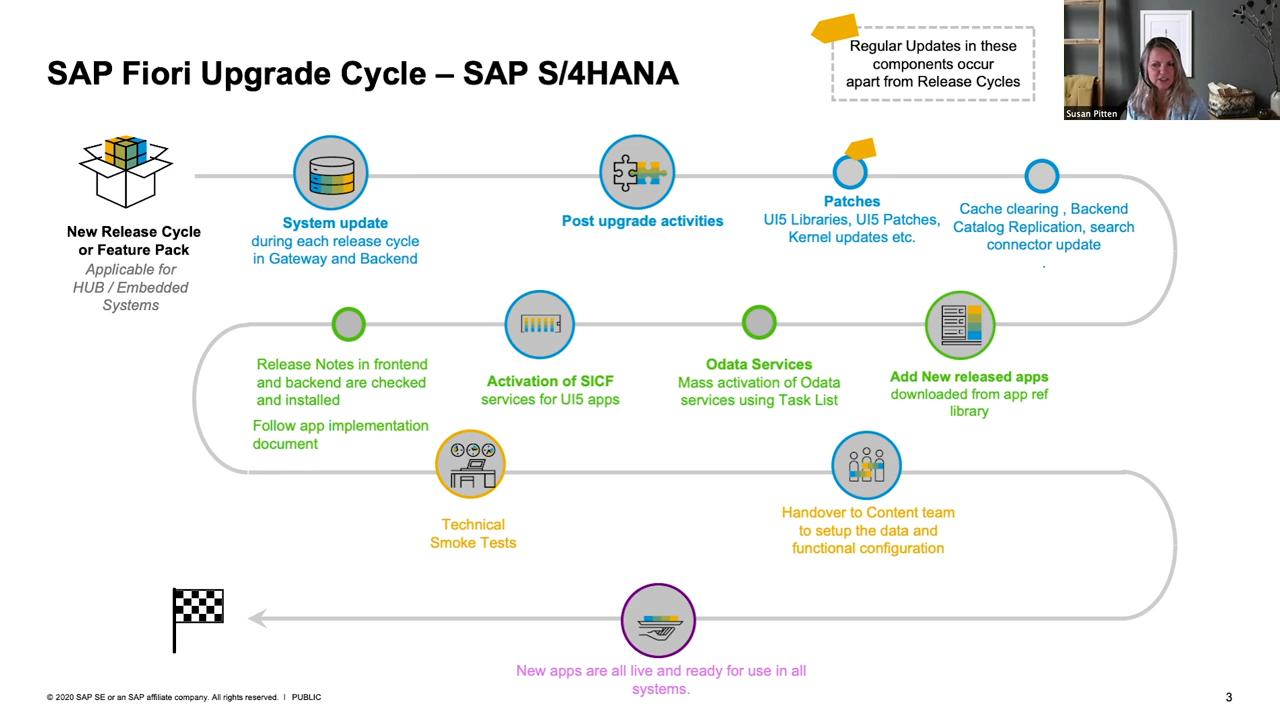 SAP Fiori Upgrade Cycle – SAP S/4HANA
Regular Updates in these
components occur
apart from Release Cycles
Susan Pitten
New Release Cycle
or Feature Pack
Applicable for
HUB / Embedded
Systems
System update
during each release cycle
in Gateway and Backend
Post upgrade activities
Patches
UI5 Libraries, UI5 Patches,
Kernel updates etc.
Cache clearing , Backend
Catalog Replication, search
connector update
.
Release Notes in frontend
and backend are checked
and installed
Follow app implementation
document
Activation of SICF
services for UI5 apps
Odata Services
Mass activation of Odata
services using Task List
Add New released apps
downloaded from app ref
library
Technical
Smoke Tests
Handover to Content team
to setup the data and
functional configuration
New apps are all live and ready for use in all
systems.
© 2020 SAP SE or an SAP affiliate company. All rights reserved. I PUBLIC
3